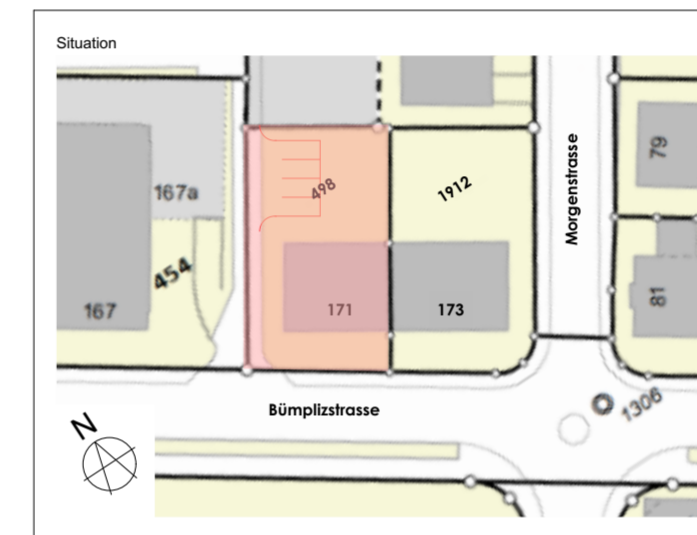 Situation
Morgenstrasse
79
167a
498
1912
454
167
171
173
81
Bümplizstrasse
1306
N